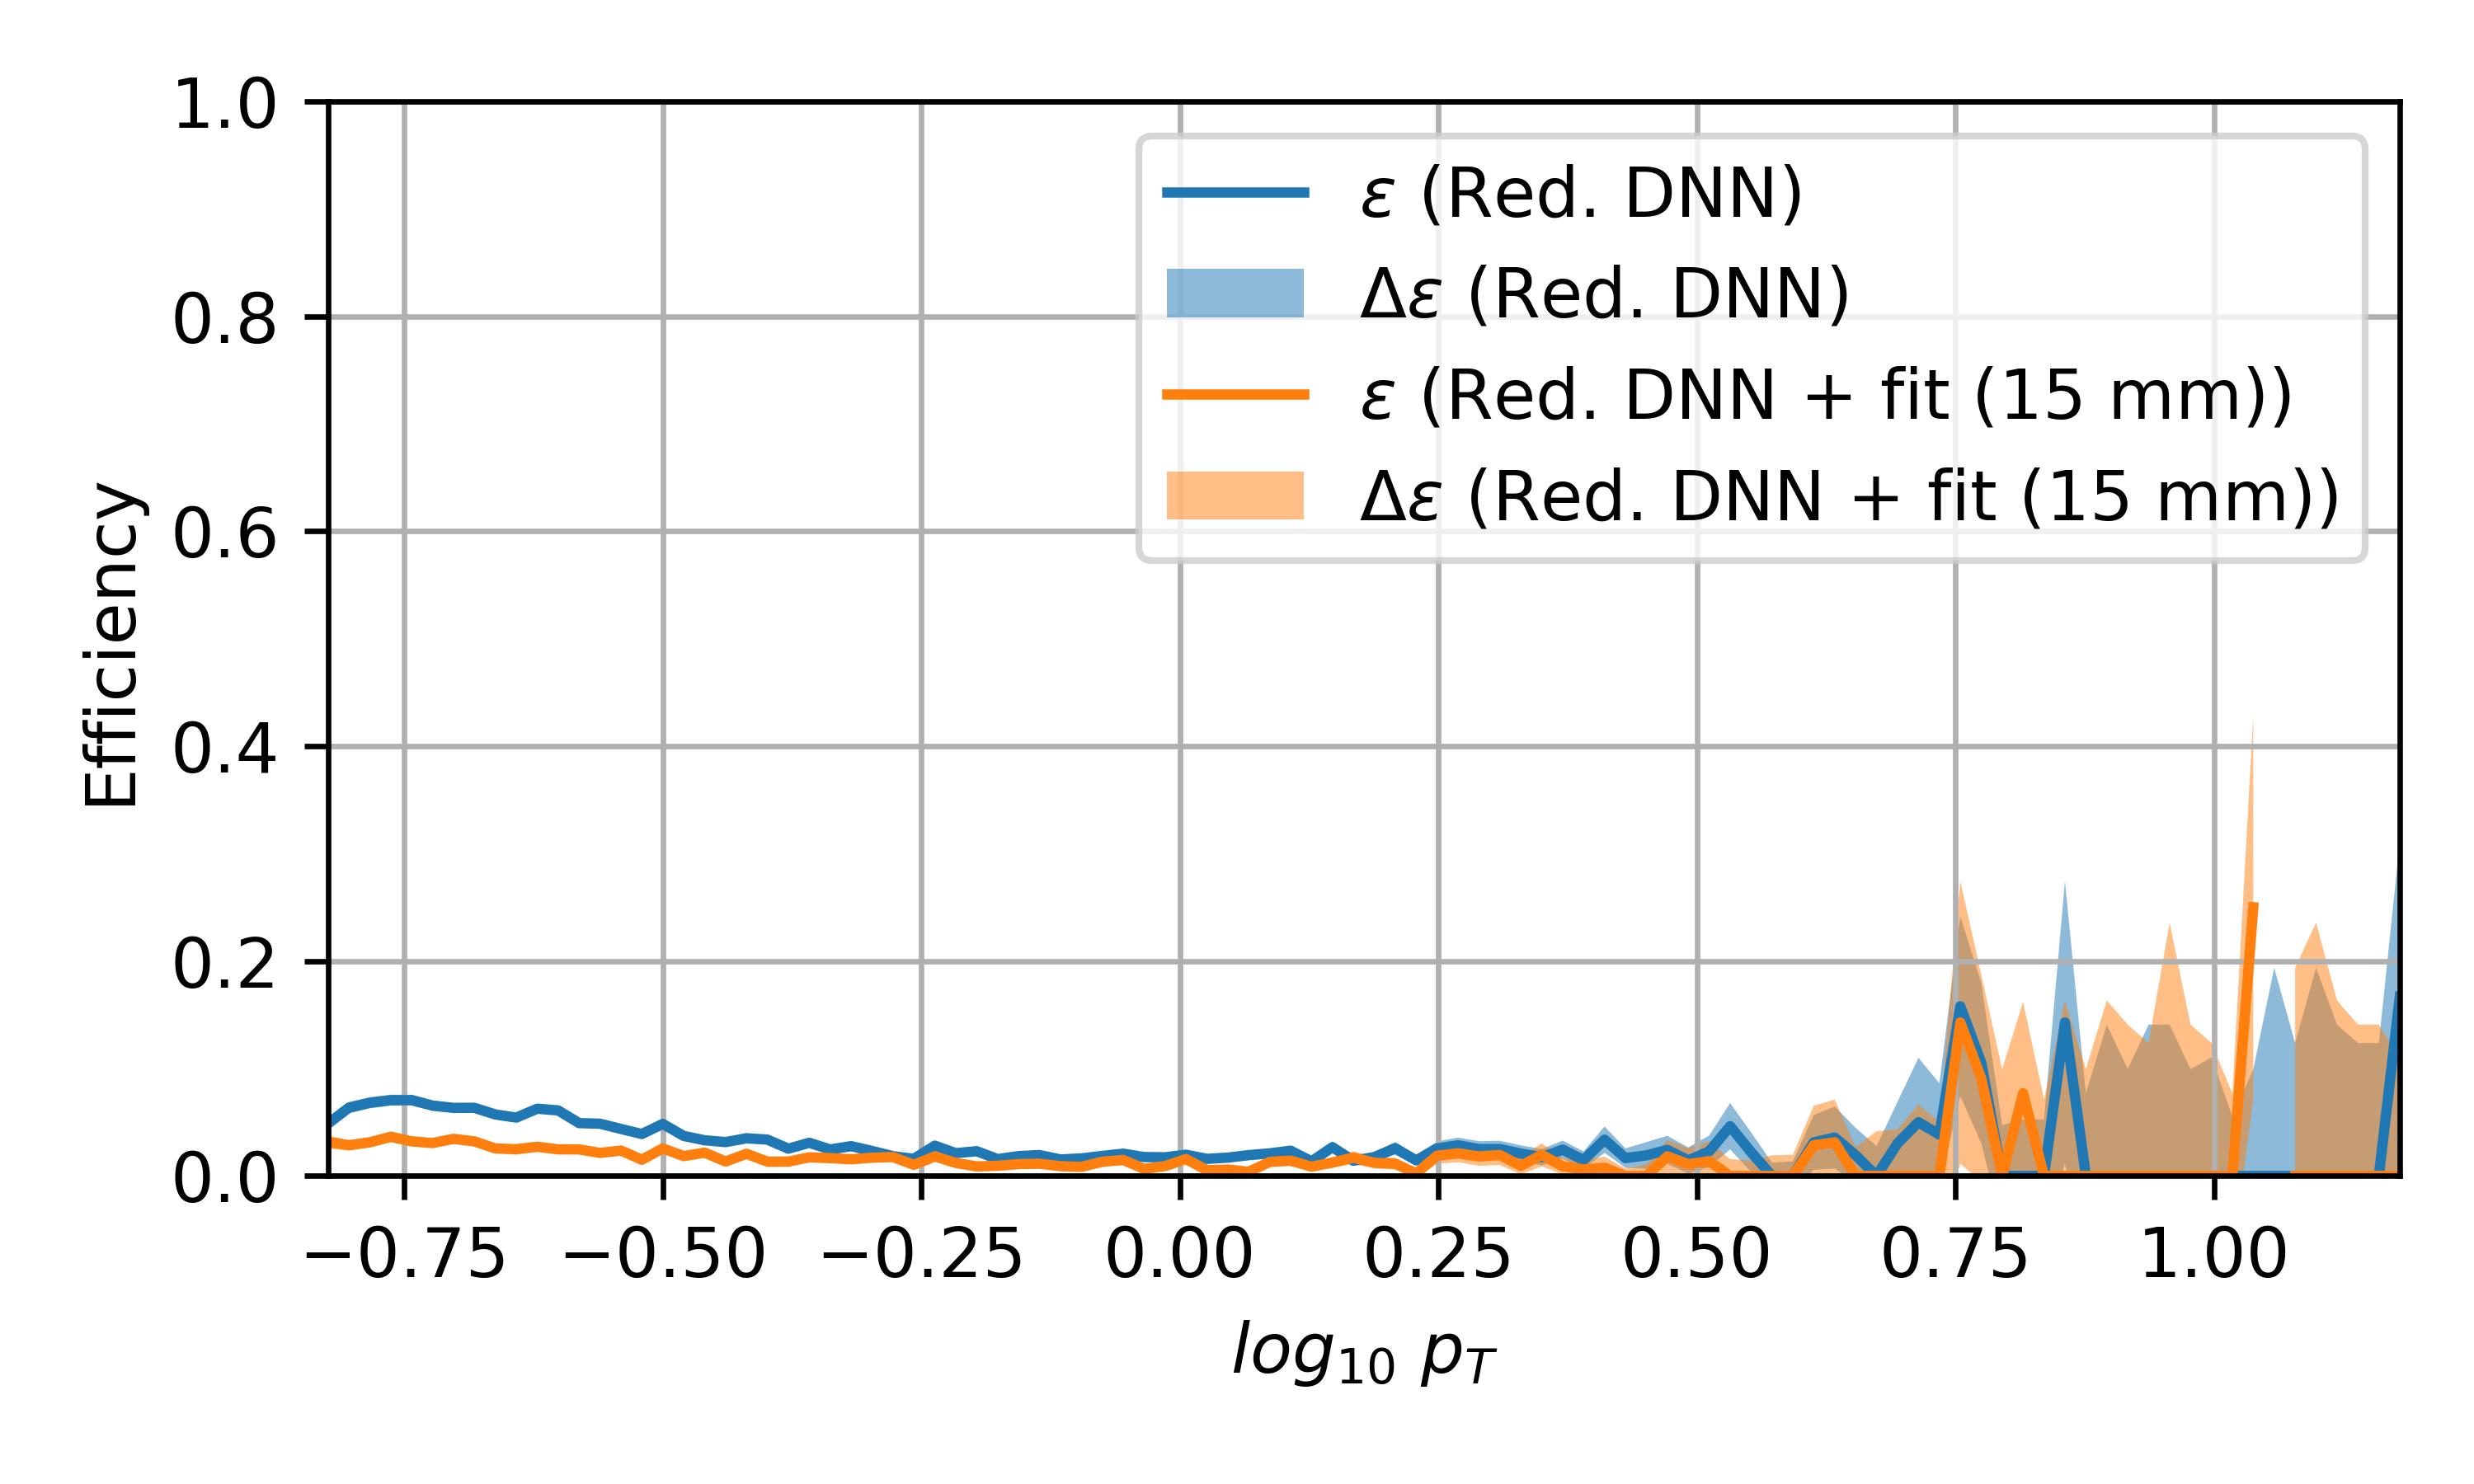 1.0
0.8
0.6
0.4
0.2
0.0
Efficiency
ε (Red. DNN)
Δε (Red. DNN)
ε (Red. DNN + fit (15 mm))
Δε (Red. DNN + fit (15 mm))
−0.75 −0.50 −0.25 0.00 0.25 0.50 0.75 1.00
log₁₀ p_T